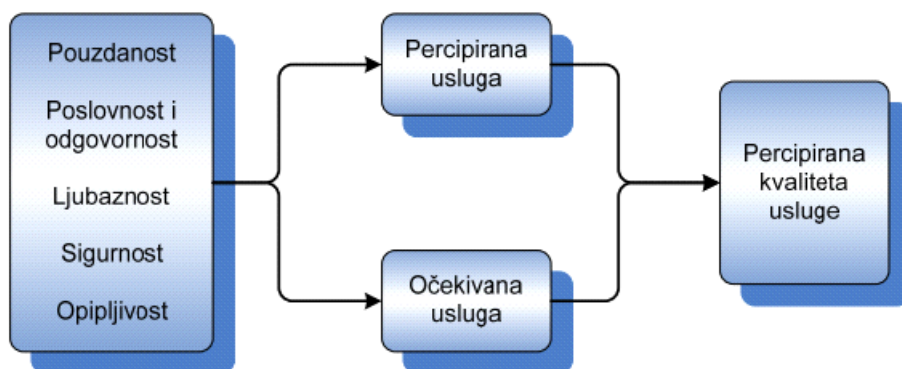 Pouzdanost
Poslovnost i
odgovornost
Ljubaznost
Sigurnost
Opipljivost
Percipirana
usluga
Očekivana
usluga
Percipirana
kvaliteta
usluge